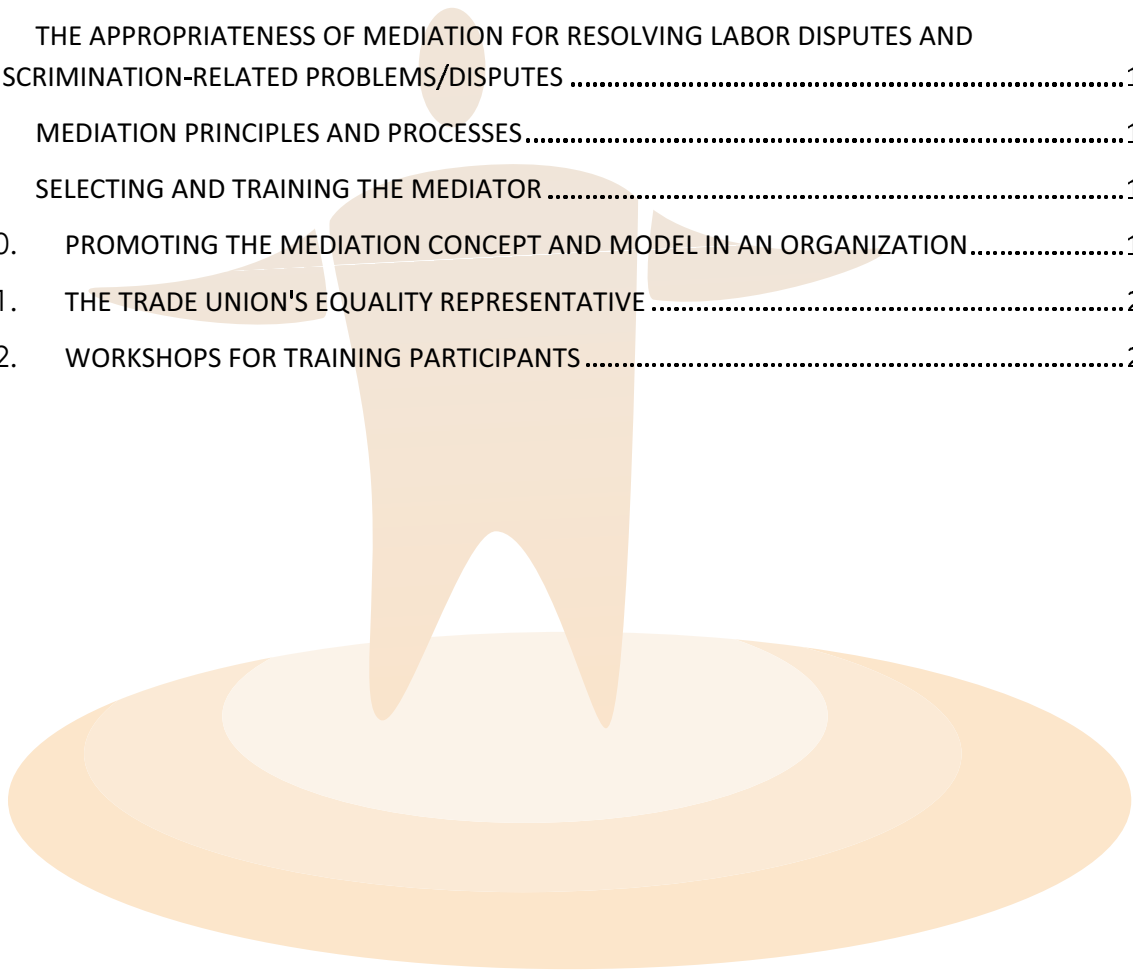 THE APPROPRIATENESS OF MEDIATION FOR RESOLVING LABOR DISPUTES AND
SCRIMINATION-RELATED PROBLEMS/DISPUTES ........................................ 1
MEDIATION PRINCIPLES AND PROCESSES ........................................ 1
SELECTING AND TRAINING THE MEDIATOR ........................................ 1
0. PROMOTING THE MEDIATION CONCEPT AND MODEL IN AN ORGANIZATION ........................................ 1
1. THE TRADE UNION'S EQUALITY REPRESENTATIVE ........................................ 2
2. WORKSHOPS FOR TRAINING PARTICIPANTS ........................................ 2